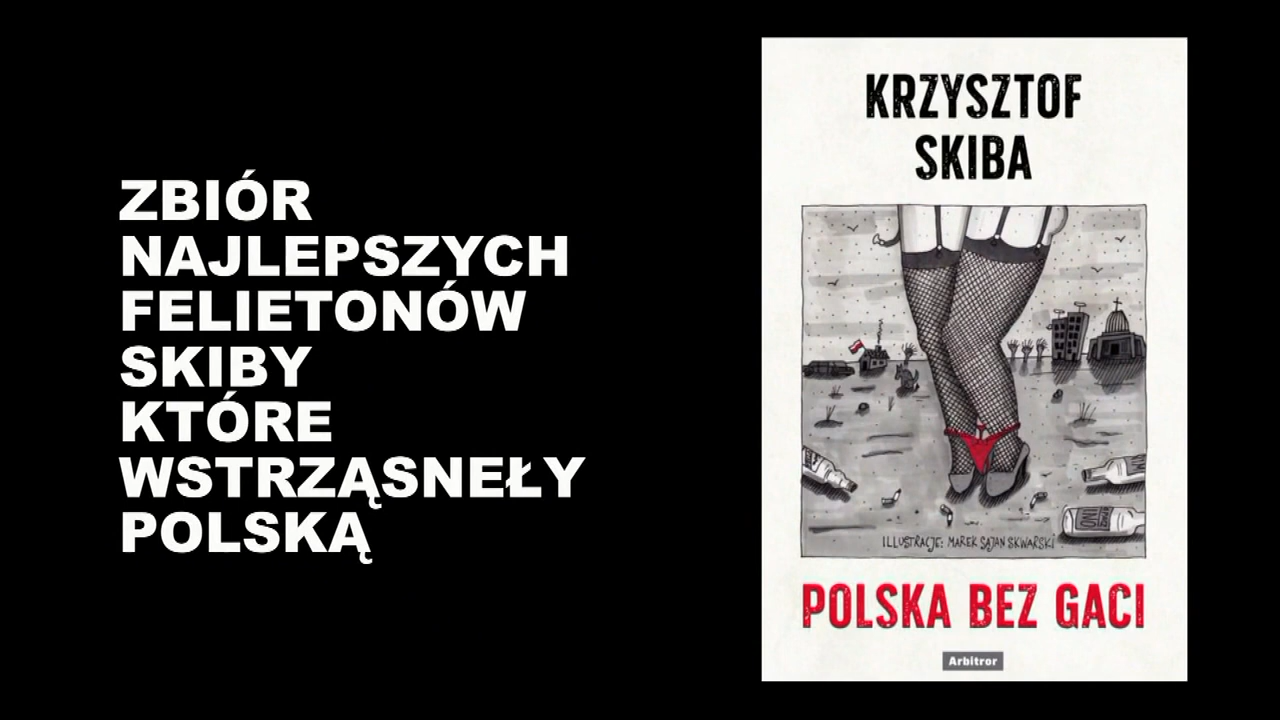 ZBIÓR
NAJLEPSZYCH
FELIETONÓW
SKIBY
KTÓRE
WSTRZĄSNEŁY
POLSKĄ
KRZYSZTOF
SKIBA
ILLUSTRACJE: MAREK SAJAN SKWARSKI
POLSKA BEZ GACI
Arbitror